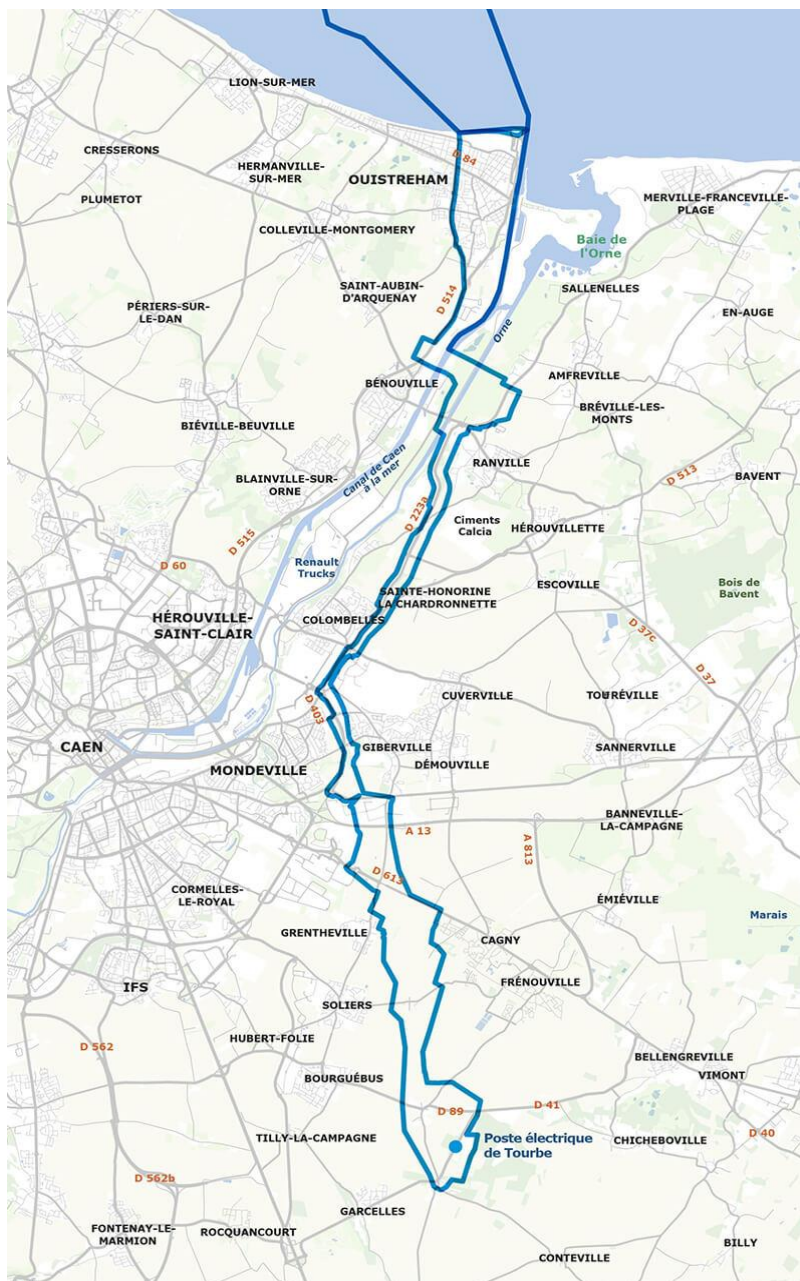 LION-SUR-MER
CRESSERONS
D 84
HERMANVILLE-
SUR-MER
OUISTREHAM
PLUMETOT
MERVILLE-FRANCEVILLE-
PLAGE
COLLEVILLE-MONTGOMERY
Baie de
l'Orne
SAINT-AUBIN-
D'ARQUENAY
SALLENELLES
D 514
PÉRIERS-SUR-
LE-DAN
EN-AUGE
Orne
BÉNOUVILLE
AMFREVILLE
BRÉVILLE-LES-
MONTS
BIÉVILLE-BEUVILLE
RANVILLE
BLAINVILLE-SUR-
ORNE
Canal de Caen
à la mer
D 513
BAVENT
D 223a
Ciments
Calcia
HÉROUVILLETTE
D 515
D 60
Renault
Trucks
ESCOVILLE
Bois de
Bavent
SAINTE-HONORINE
LA CHARDRONNETTE
HÉROUVILLE-
SAINT-CLAIR
COLOMBELLES
D 37c
D 37
CUVERVILLE
TOURÉVILLE
D 403
CAEN
GIBERVILLE
SANNERVILLE
DÉMOUVILLE
MONDEVILLE
BANNEVILLE-
LA-CAMPAGNE
A 13
A 813
D 613
CORMELLES-
LE-ROYAL
ÉMIÉVILLE
Marais
GRENTHEVILLE
CAGNY
FRÉNOUVILLE
IFS
SOLIERS
D 562
HUBERT-FOLIE
BELLENGREVILLE
VIMONT
BOURGUÉBUS
D 89
D 41
TILLY-LA-CAMPAGNE
Poste électrique
de Tourbe
CHICHEBOVILLE
D 40
D 562b
GARCELLES
FONTENAY-LE-
MARMION
ROCQUANCOURT
BILLY
CONTEVILLE